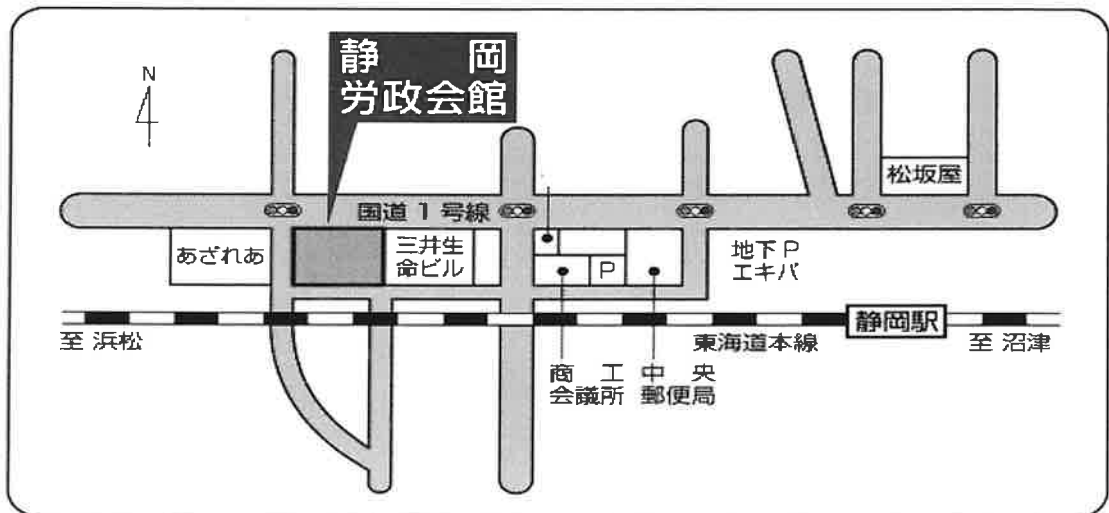 静岡
労政会館
N
松坂屋
国道1号線
あざれあ
三井生
命ビル
P
地下P
エキパ
静岡駅
至 浜松
東海道本線
至 沼津
商工
会議所
中央
郵便局